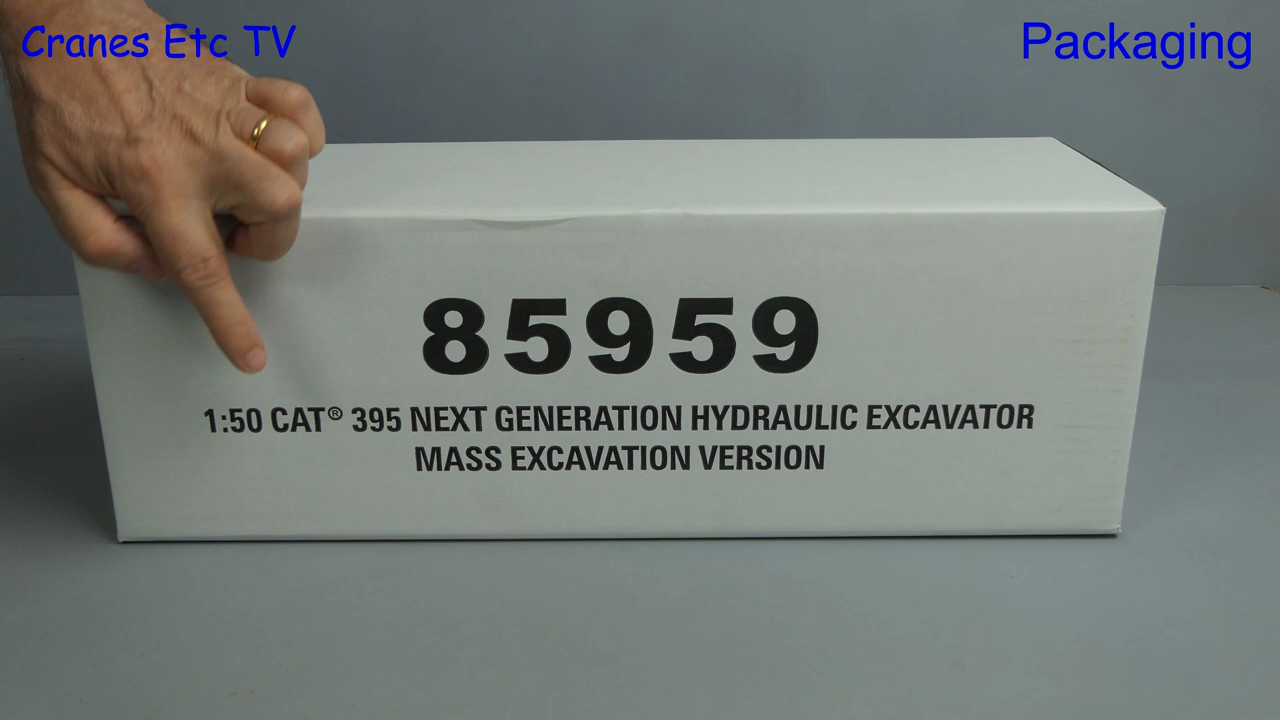 Cranes Etc TV
Packaging
85959
1:50 CAT® 395 NEXT GENERATION HYDRAULIC EXCAVATOR
MASS EXCAVATION VERSION